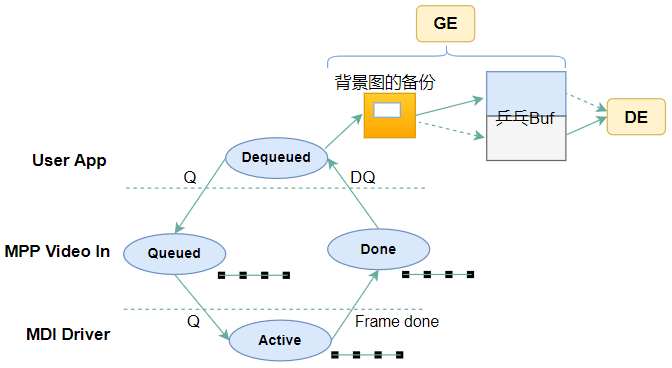 GE
背景图的备份
乒乓Buf
DE
User App
Dequeued
Q
DQ
MPP Video In
Queued
Done
MDI Driver
Q
Active
Frame done